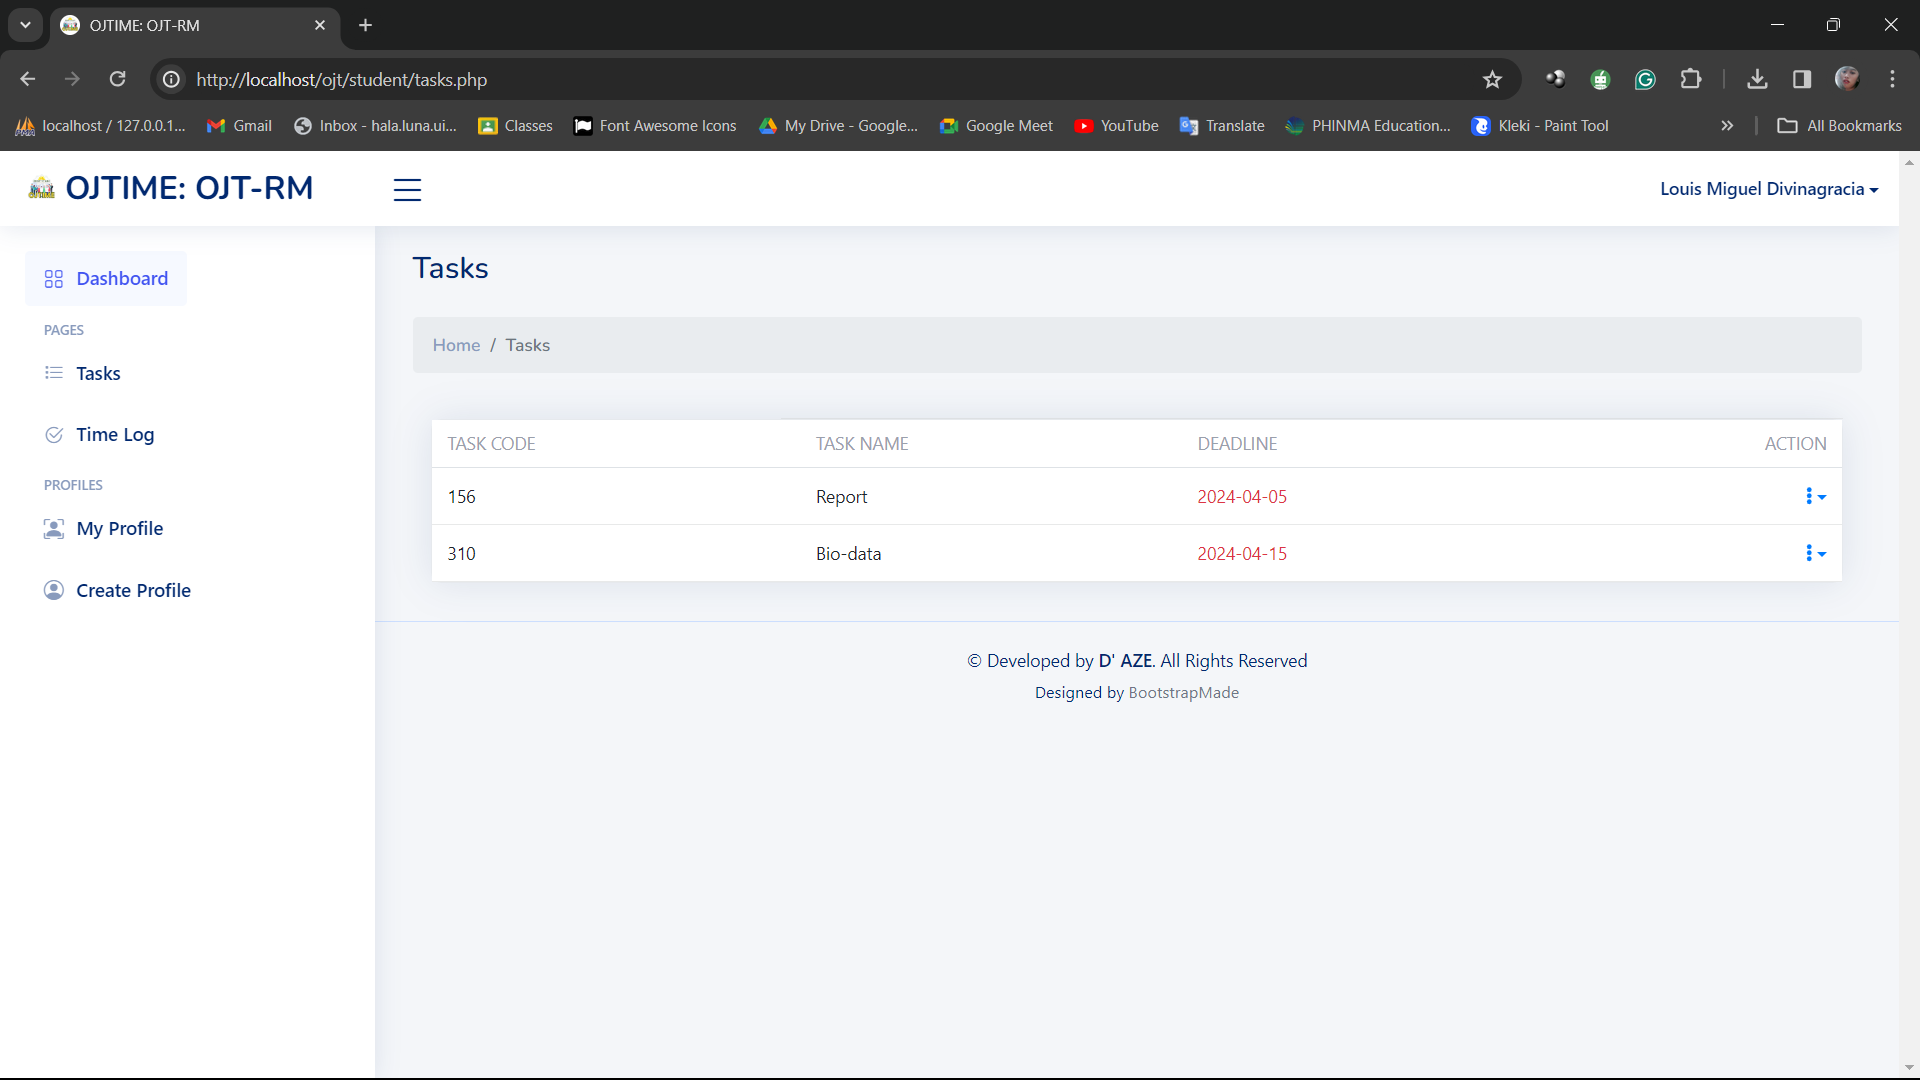 OJTIME: OJT-RM
http://localhost/ojt/student/tasks.php
localhost / 127.0.0.1... Gmail Inbox - hala.luna.ui... Classes Font Awesome Icons My Drive - Google... Google Meet YouTube Translate PHINMA Education... Kleki - Paint Tool All Bookmarks
OJTIME: OJT-RM
Louis Miguel Divinagracia
Dashboard
PAGES
Tasks
Time Log
PROFILES
My Profile
Create Profile
Tasks
Home / Tasks
TASK CODE TASK NAME DEADLINE ACTION
156 Report 2024-04-05
310 Bio-data 2024-04-15
© Developed by D' AZE. All Rights Reserved
Designed by BootstrapMade